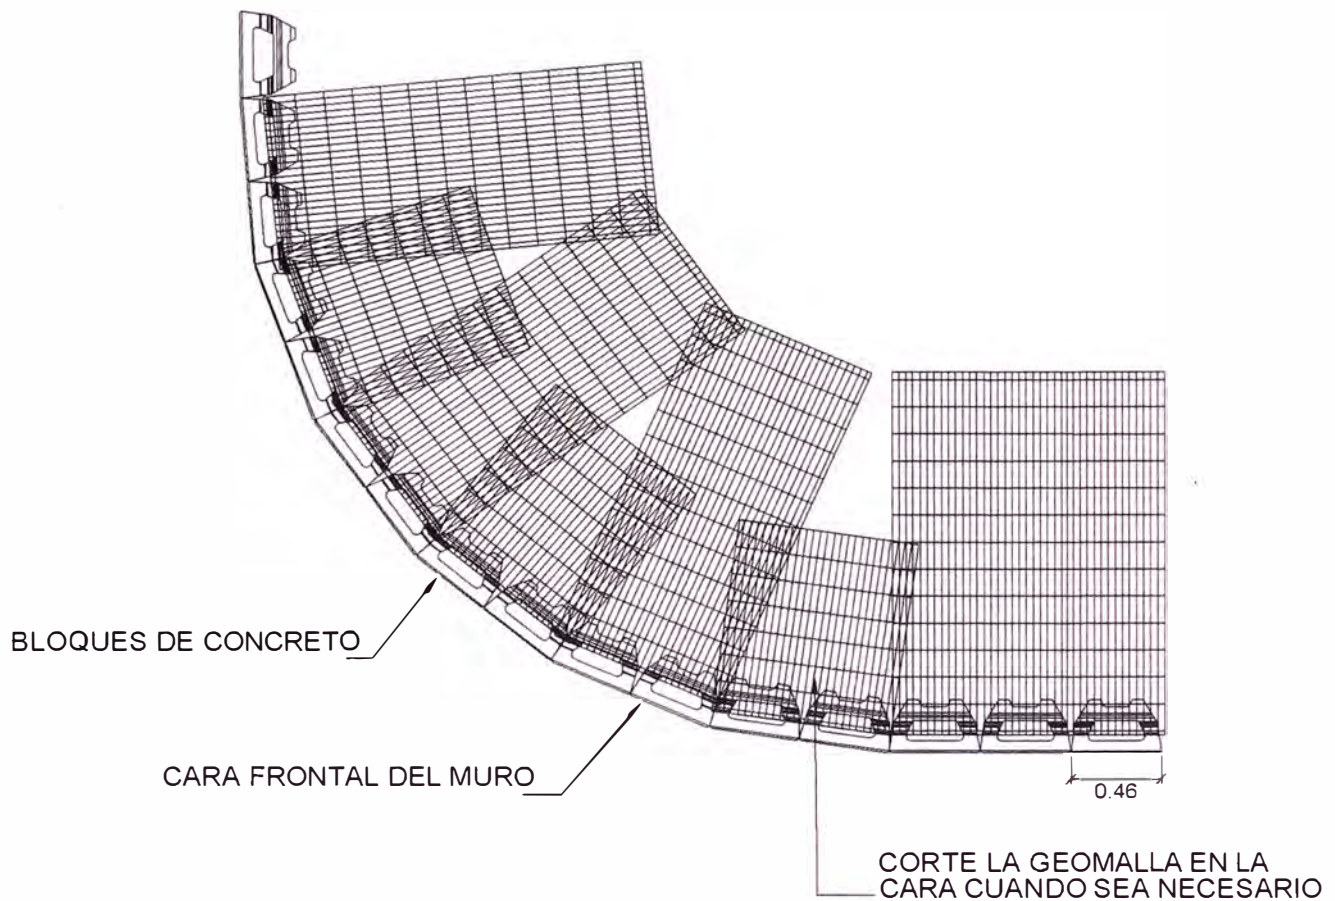 BLOQUES DE CONCRETO
CARA FRONTAL DEL MURO
0.46
CORTE LA GEOMALLA EN LA
CARA CUANDO SEA NECESARIO